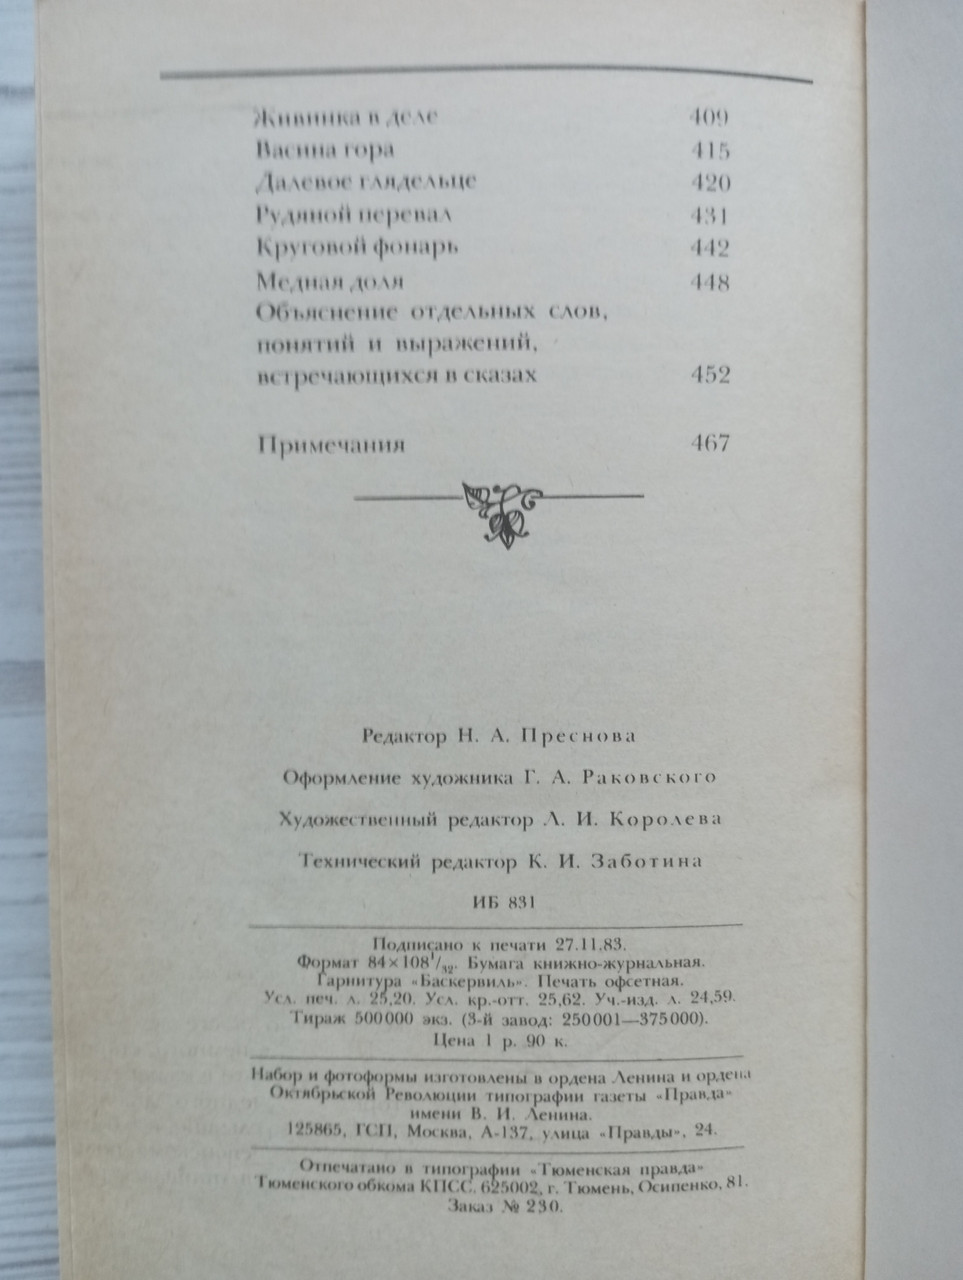 Живинка в деле 409
Васина гора 415
Далевое глядельце 420
Рудяной перевал 431
Круговой фонарь 442
Медная доля 448
Объяснение отдельных слов,
понятий и выражений,
встречающихся в сказах 452
Примечания 467
Редактор Н. А. Преснова
Оформление художника Г. А. Раковского
Художественный редактор Л. И. Королева
Технический редактор К. И. Заботина
ИБ 831
Подписано к печати 27.11.83.
Формат 84×108¹/₃₂. Бумага книжно-журнальная.
Гарнитура «Баскервиль». Печать офсетная.
Усл. печ. л. 25,20. Усл. кр.-отт. 25,62. Уч.-изд. л. 24,59.
Тираж 500000 экз. (3-й завод: 250001—375000).
Цена 1 р. 90 к.
Набор и фотоформы изготовлены в ордена Ленина и ордена
Октябрьской Революции типографии газеты «Правда»
имени В. И. Ленина.
125865, ГСП, Москва, А-137, улица «Правды», 24.
Отпечатано в типографии «Тюменская правда»
Тюменского обкома КПСС. 625002, г. Тюмень, Осипенко, 81.
Заказ № 230.